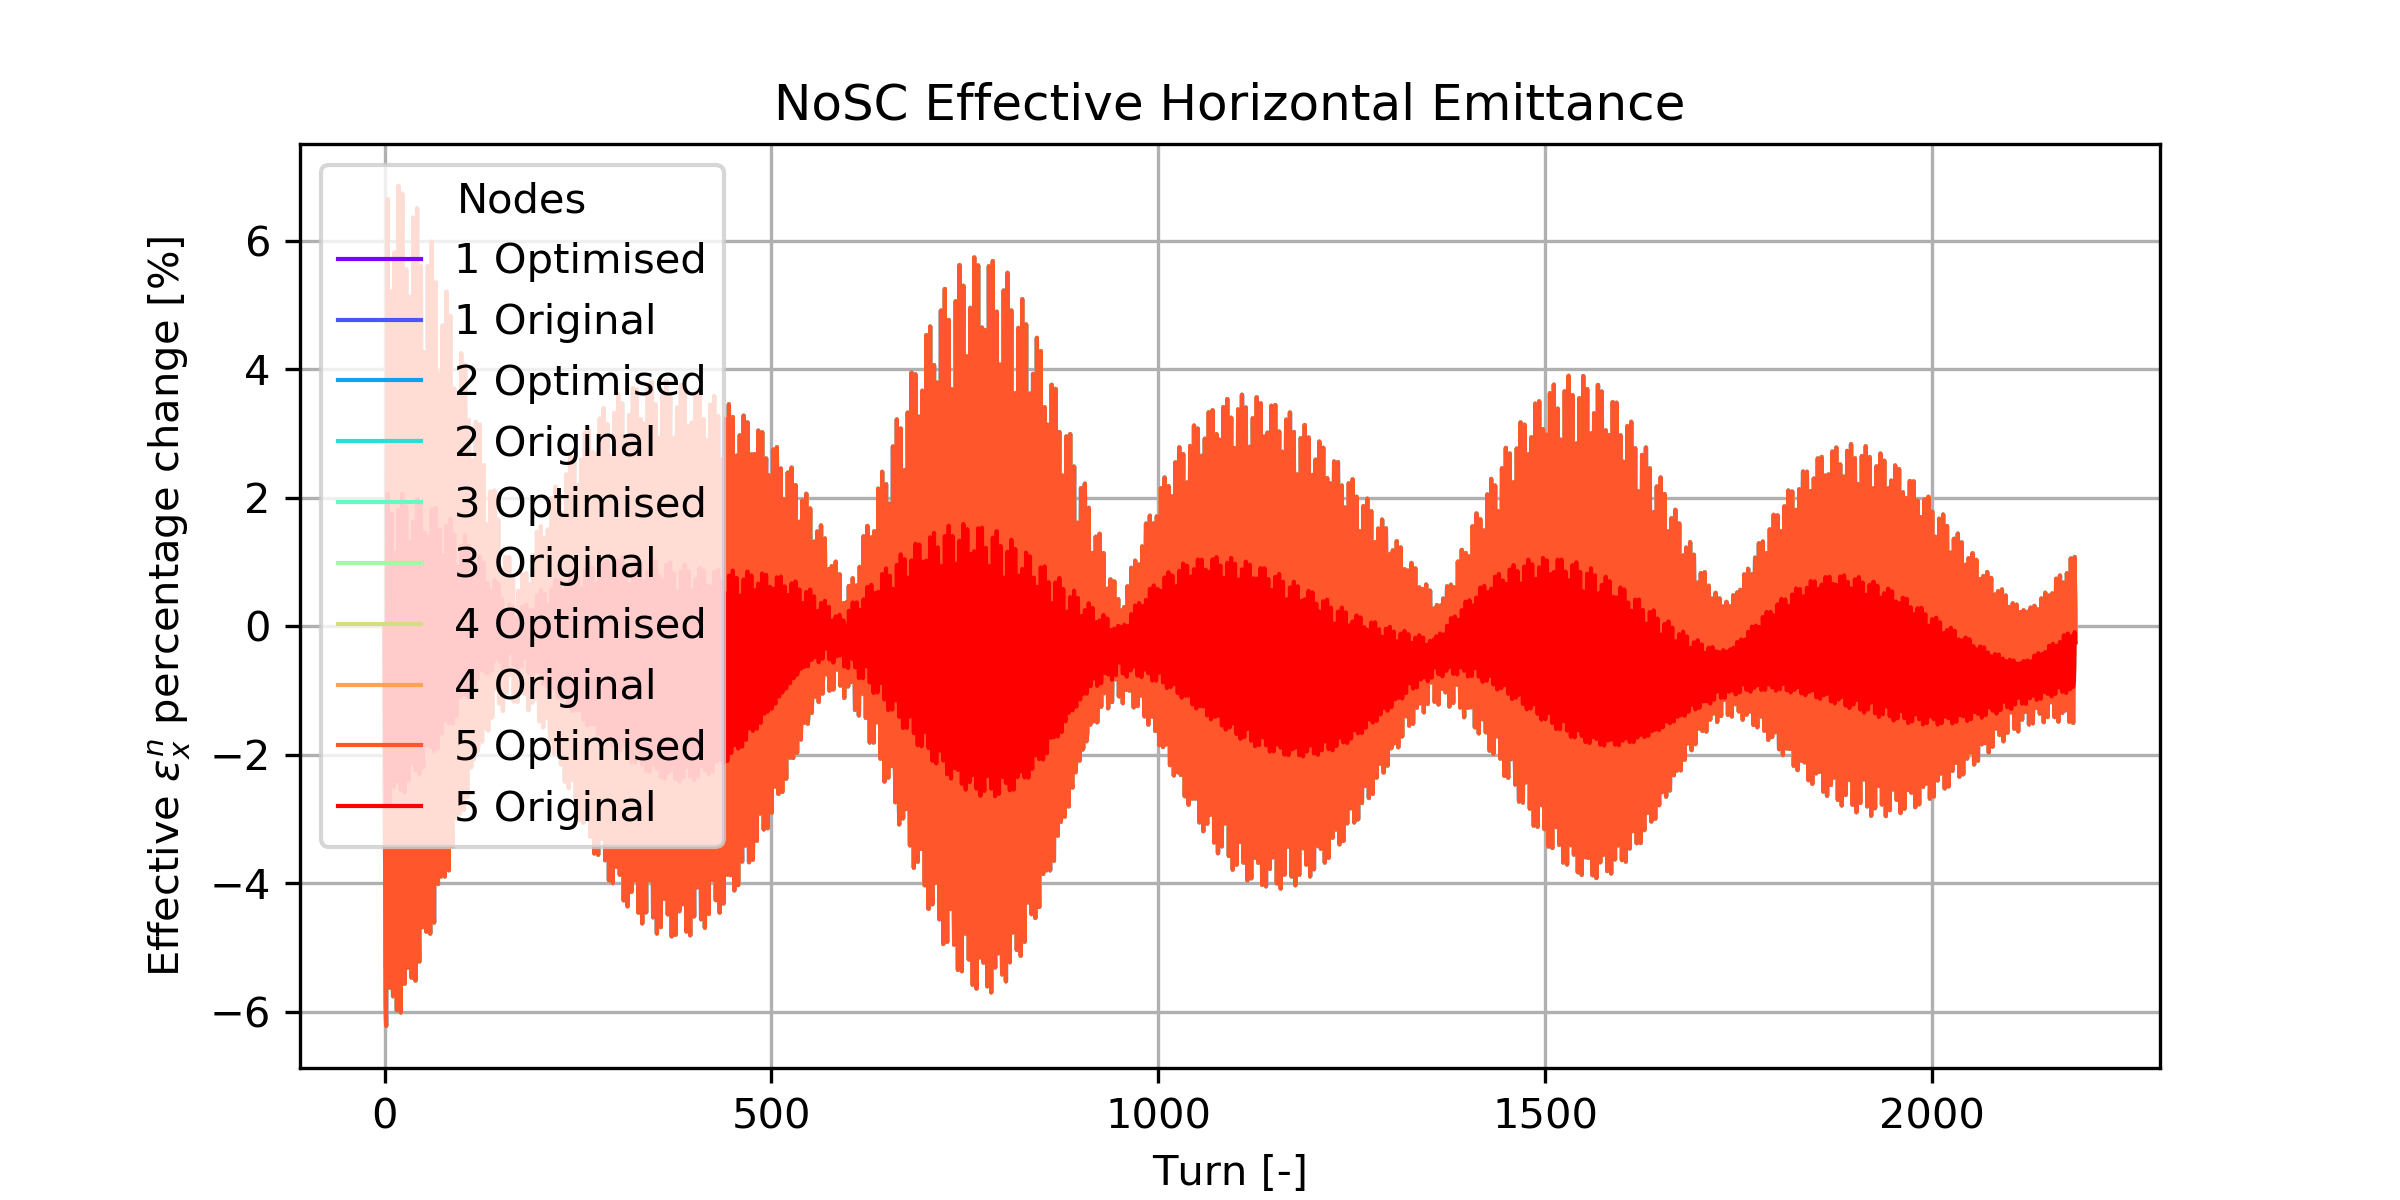 NoSC Effective Horizontal Emittance
Effective εₓⁿ percentage change [%]
6
4
2
0
−2
−4
−6
Nodes
1 Optimised
1 Original
2 Optimised
2 Original
3 Optimised
3 Original
4 Optimised
4 Original
5 Optimised
5 Original
0 500 1000 1500 2000
Turn [-]